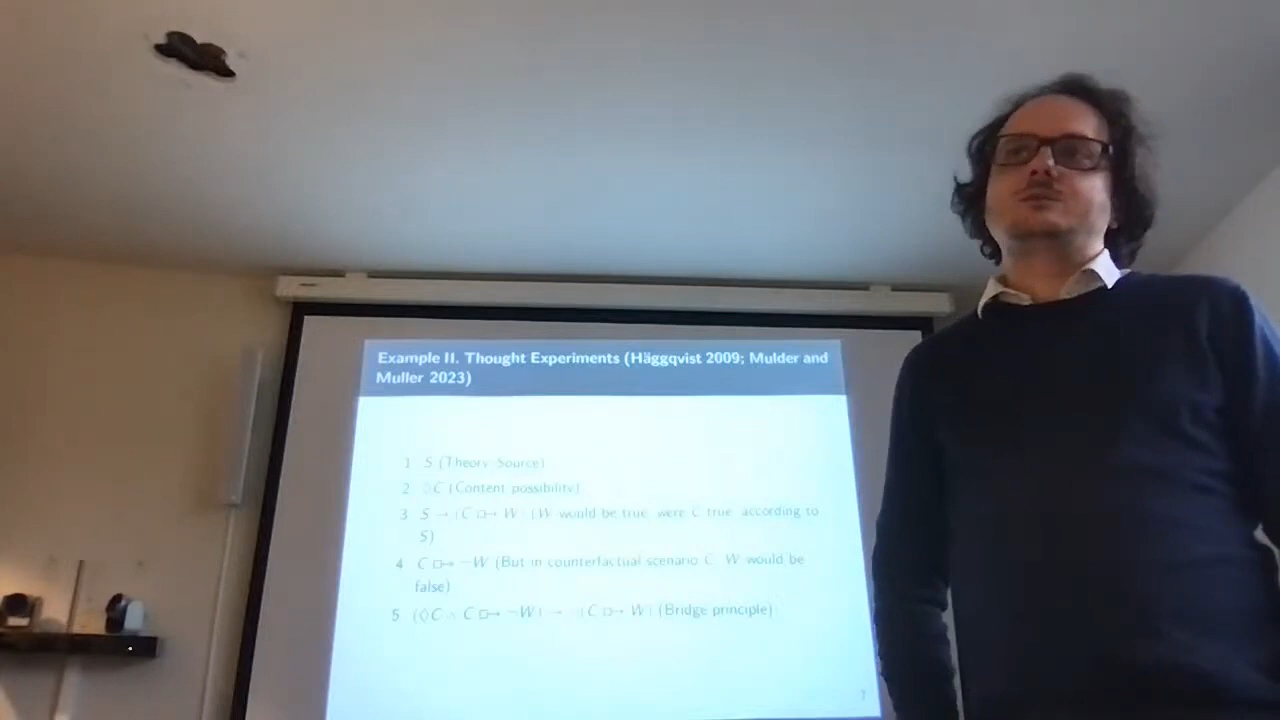 Example II. Thought Experiments (Häggqvist 2009; Mulder and
Muller 2023)
1 S (Theory Source)
2 ◇C (Content possibility)
3 S → (C □→ W) (W would be true, were C true, according to
S)
4 C □→ ¬W (But in counterfactual scenario C, W would be
false)
5 (◇C ∧ C □→ ¬W) → ¬(C □→ W) (Bridge principle)
7